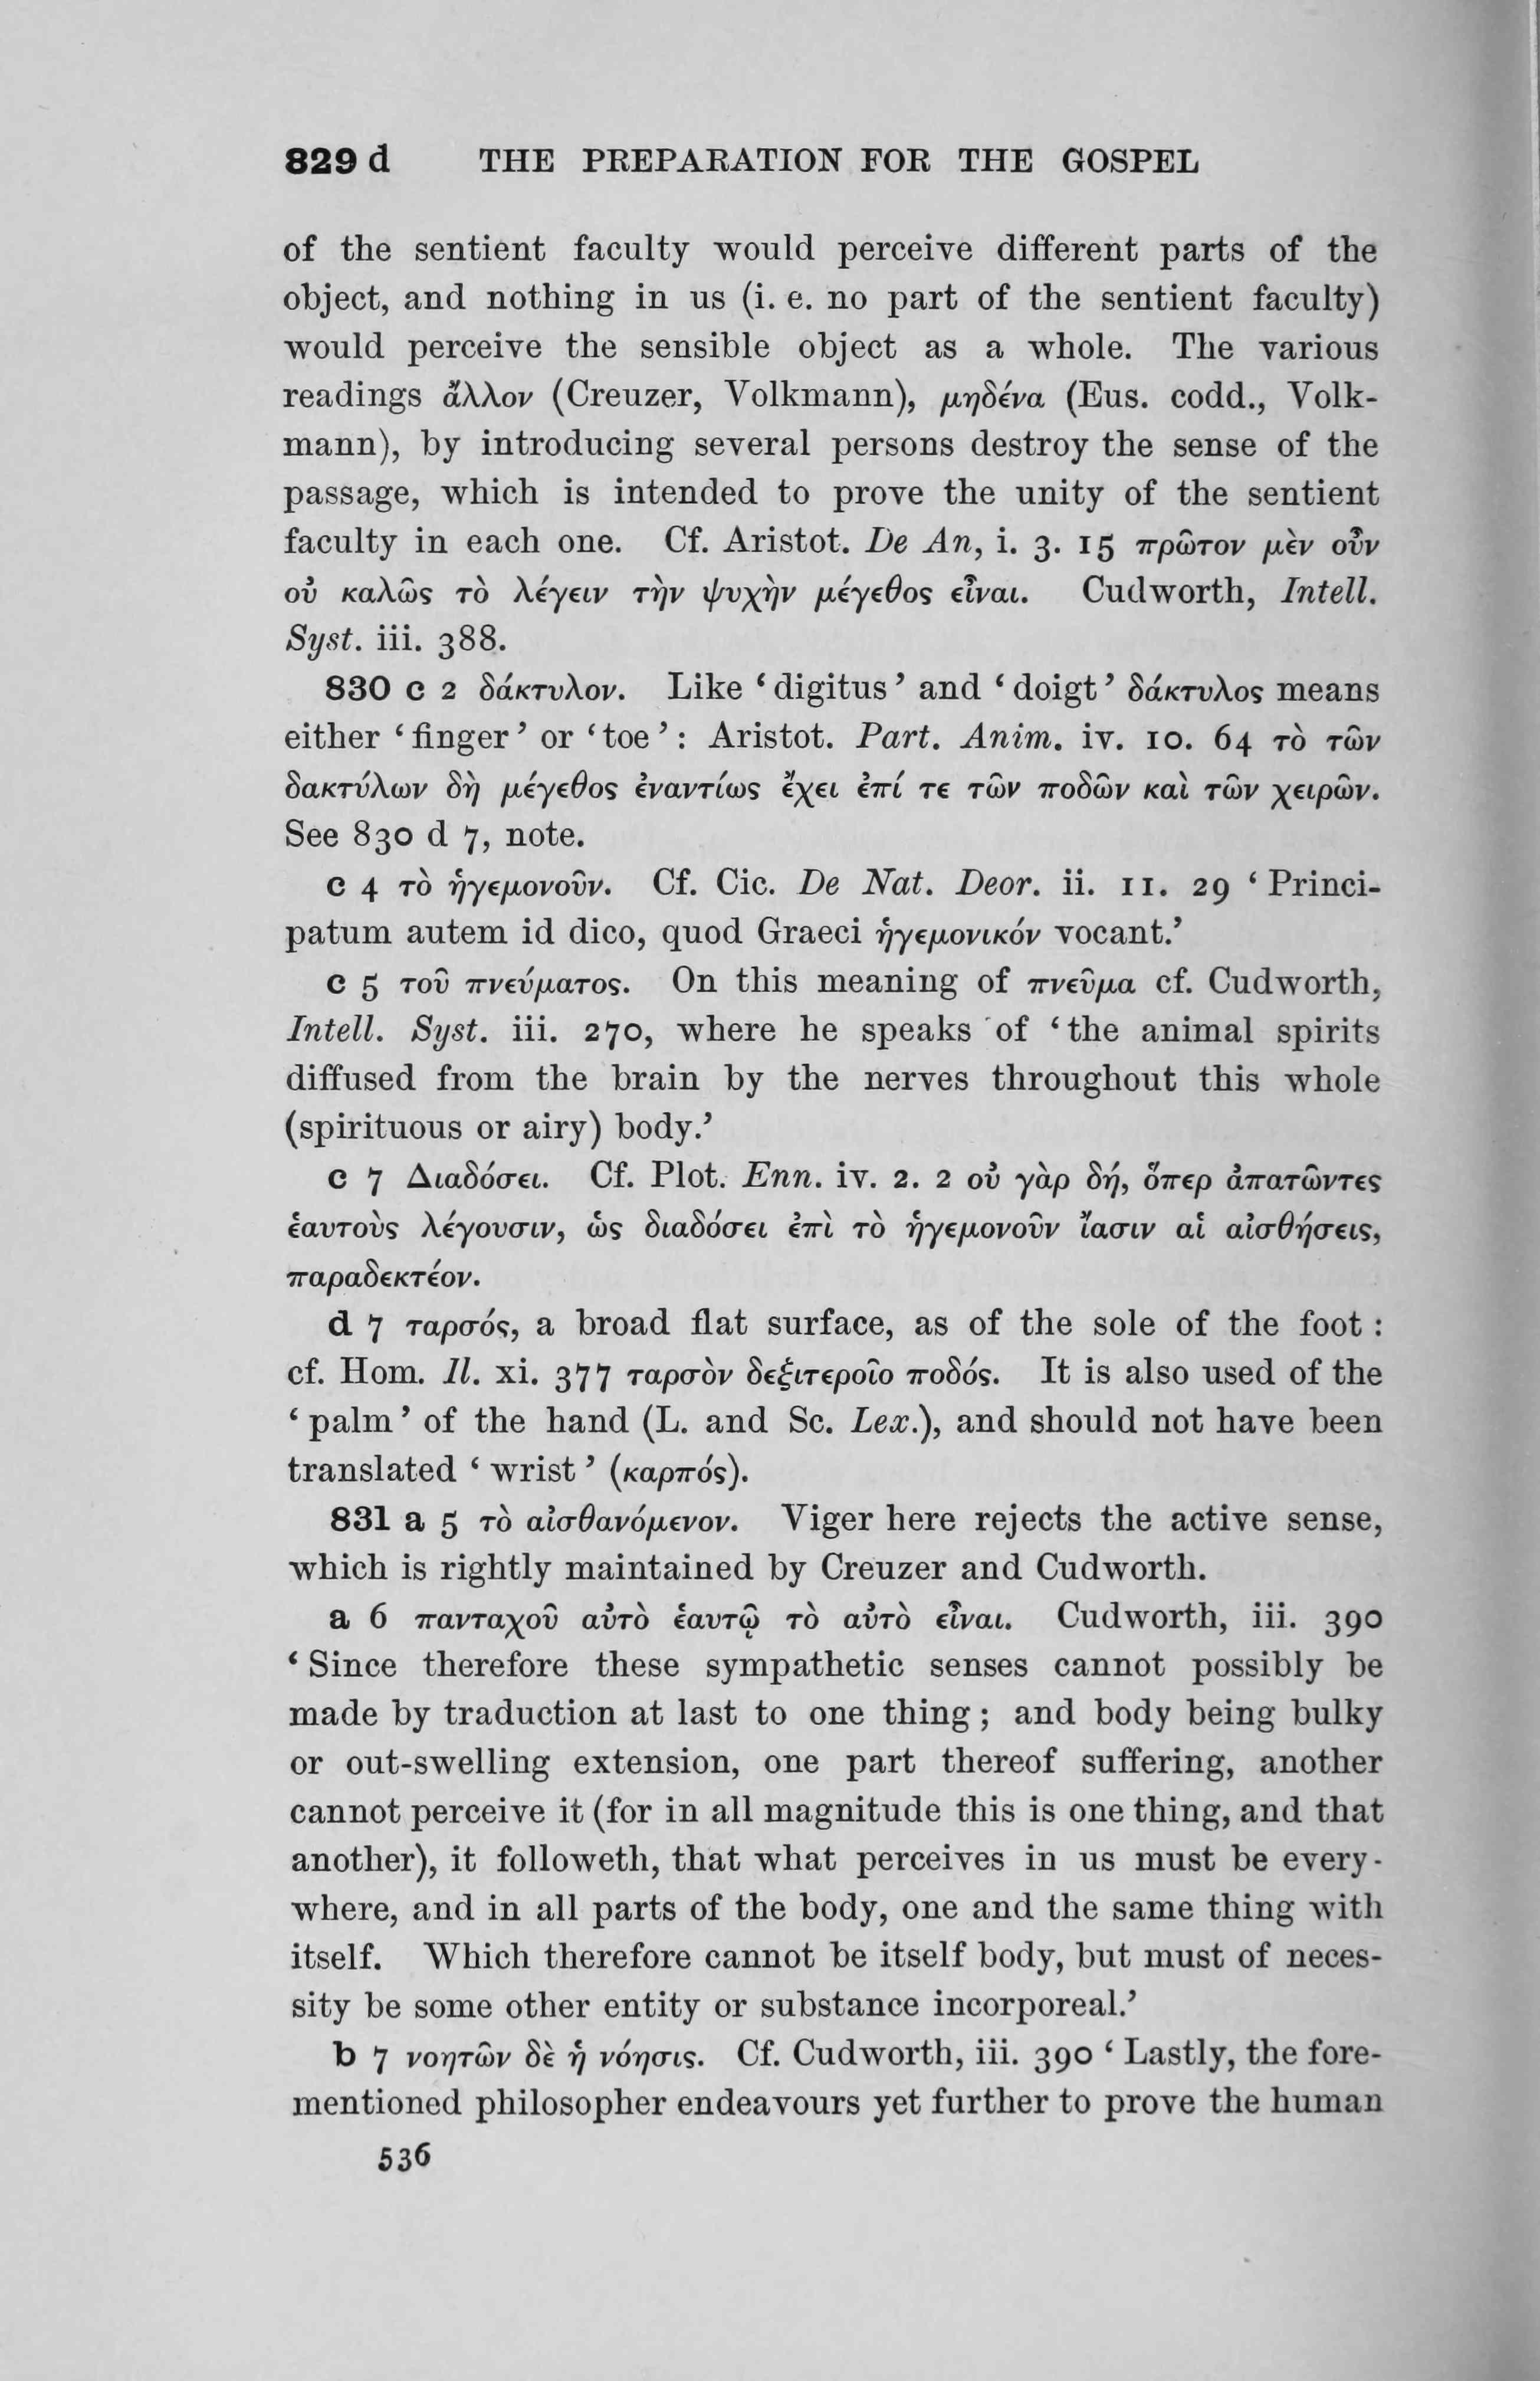 829 d THE PREPARATION FOR THE GOSPEL
of the sentient faculty would perceive different parts of the
object, and nothing in us (i. e. no part of the sentient faculty)
would perceive the sensible object as a whole. The various
readings ἄλλον (Creuzer, Volkmann), μηδένα (Eus. codd., Volk-
mann), by introducing several persons destroy the sense of the
passage, which is intended to prove the unity of the sentient
faculty in each one. Cf. Aristot. De An, i. 3. 15 πρῶτον μὲν οὖν
οὐ καλῶς τὸ λέγειν τὴν ψυχὴν μέγεθος εἶναι. Cudworth, Intell.
Syst. iii. 388.
830 c 2 δάκτυλον. Like ‘digitus’ and ‘doigt’ δάκτυλος means
either ‘finger’ or ‘toe’: Aristot. Part. Anim. iv. 10. 64 τὸ τῶν
δακτύλων δὴ μέγεθος ἐναντίως ἔχει ἐπί τε τῶν ποδῶν καὶ τῶν χειρῶν.
See 830 d 7, note.
c 4 τὸ ἡγεμονοῦν. Cf. Cic. De Nat. Deor. ii. 11. 29 ‘Princi-
patum autem id dico, quod Graeci ἡγεμονικόν vocant.’
c 5 τοῦ πνεύματος. On this meaning of πνεῦμα cf. Cudworth,
Intell. Syst. iii. 270, where he speaks of ‘the animal spirits
diffused from the brain by the nerves throughout this whole
(spirituous or airy) body.’
c 7 Διαδόσει. Cf. Plot. Enn. iv. 2. 2 οὐ γὰρ δή, ὅπερ ἀπατῶντες
ἑαυτοὺς λέγουσιν, ὡς διαδόσει ἐπὶ τὸ ἡγεμονοῦν ἴασιν αἱ αἰσθήσεις,
παραδεκτέον.
d 7 ταρσός, a broad flat surface, as of the sole of the foot :
cf. Hom. Il. xi. 377 ταρσὸν δεξιτεροῖο ποδός. It is also used of the
‘palm’ of the hand (L. and Sc. Lex.), and should not have been
translated ‘wrist’ (καρπός).
831 a 5 τὸ αἰσθανόμενον. Viger here rejects the active sense,
which is rightly maintained by Creuzer and Cudworth.
a 6 πανταχοῦ αὐτὸ ἑαυτῷ τὸ αὐτὸ εἶναι. Cudworth, iii. 390
‘Since therefore these sympathetic senses cannot possibly be
made by traduction at last to one thing; and body being bulky
or out-swelling extension, one part thereof suffering, another
cannot perceive it (for in all magnitude this is one thing, and that
another), it followeth, that what perceives in us must be every-
where, and in all parts of the body, one and the same thing with
itself. Which therefore cannot be itself body, but must of neces-
sity be some other entity or substance incorporeal.’
b 7 νοητῶν δὲ ἡ νόησις. Cf. Cudworth, iii. 390 ‘Lastly, the fore-
mentioned philosopher endeavours yet further to prove the human
536